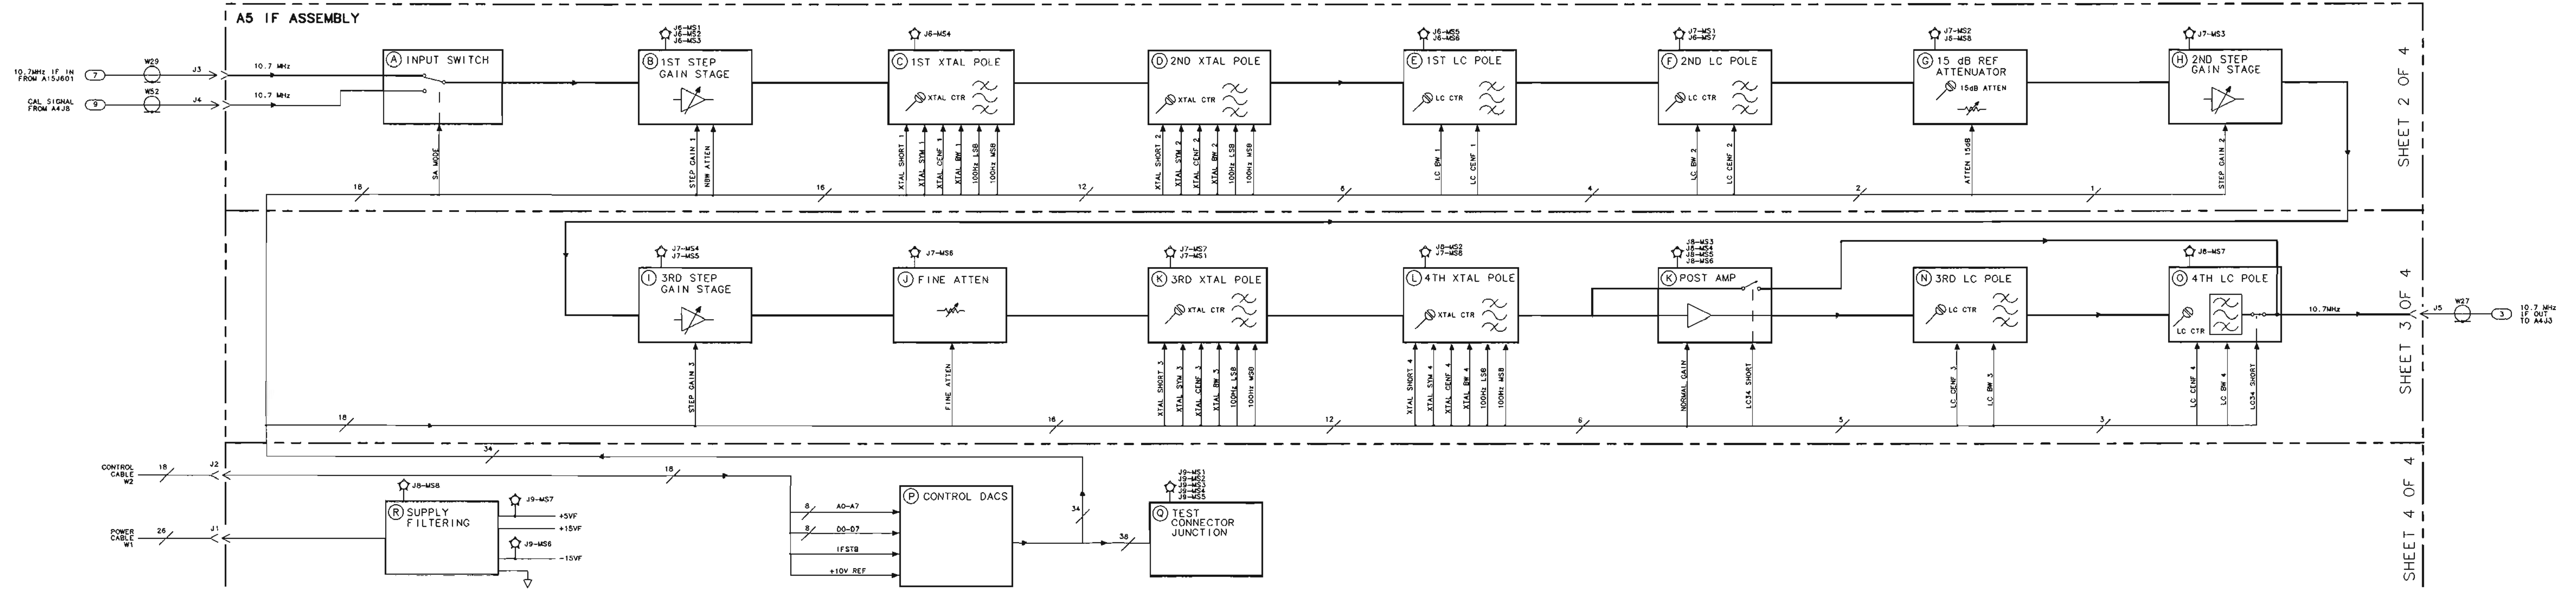 A5 IF ASSEMBLY
10.7MHz IF IN
FROM A15J601
7
W29
J3
10.7 MHz
CAL SIGNAL
FROM A4J8
9
W52
J4
10.7 MHz
A INPUT SWITCH
SA MODE
J6-MS1
J6-MS2
J6-MS3
B 1ST STEP
GAIN STAGE
STEP GAIN 1
NBW ATTEN
J6-MS4
C 1ST XTAL POLE
XTAL CTR
XTAL SHORT 1
XTAL SYM 1
XTAL CENF 1
XTAL BW 1
100Hz LSB
100Hz MSB
D 2ND XTAL POLE
XTAL CTR
XTAL SHORT 2
XTAL SYM 2
XTAL CENF 2
XTAL BW 2
100Hz LSB
100Hz MSB
J6-MS5
J6-MS6
E 1ST LC POLE
LC CTR
LC BW 1
LC CENF 1
J7-MS1
J6-MS7
F 2ND LC POLE
LC CTR
LC BW 2
LC CENF 2
J7-MS2
J6-MS8
G 15 dB REF
ATTENUATOR
15dB ATTEN
ATTEN 15dB
J7-MS3
H 2ND STEP
GAIN STAGE
STEP GAIN 2
18
16
12
6
4
2
1
SHEET 2 OF 4
J7-MS4
J7-MS5
I 3RD STEP
GAIN STAGE
STEP GAIN 3
J7-MS6
J FINE ATTEN
FINE ATTEN
J7-MS7
J7-MS1
K 3RD XTAL POLE
XTAL CTR
XTAL SHORT 3
XTAL SYM 3
XTAL CENF 3
XTAL BW 3
100Hz LSB
100Hz MSB
J8-MS2
J7-MS8
L 4TH XTAL POLE
XTAL CTR
XTAL SHORT 4
XTAL SYM 4
XTAL CENF 4
XTAL BW 4
100Hz LSB
100Hz MSB
J8-MS3
J8-MS4
J8-MS5
J8-MS6
K POST AMP
NORMAL GAIN
LC34 SHORT
N 3RD LC POLE
LC CTR
LC CENF 3
LC BW 3
J8-MS7
O 4TH LC POLE
LC CTR
LC CENF 4
LC BW 4
LC34 SHORT
10.7MHz
J5
W27
3
10.7 MHz
IF OUT
TO A4J3
18
16
12
6
5
3
SHEET 3 OF 4
34
CONTROL
CABLE
W2
18
J2
18
POWER
CABLE
W1
26
J1
J8-MS8
R SUPPLY
FILTERING
J9-MS7
+5VF
+15VF
J9-MS6
-15VF
8
A0-A7
8
D0-D7
IFSTB
+10V REF
P CONTROL DACS
34
38
J9-MS1
J9-MS2
J9-MS3
J9-MS4
J9-MS5
Q TEST
CONNECTOR
JUNCTION
SHEET 4 OF 4